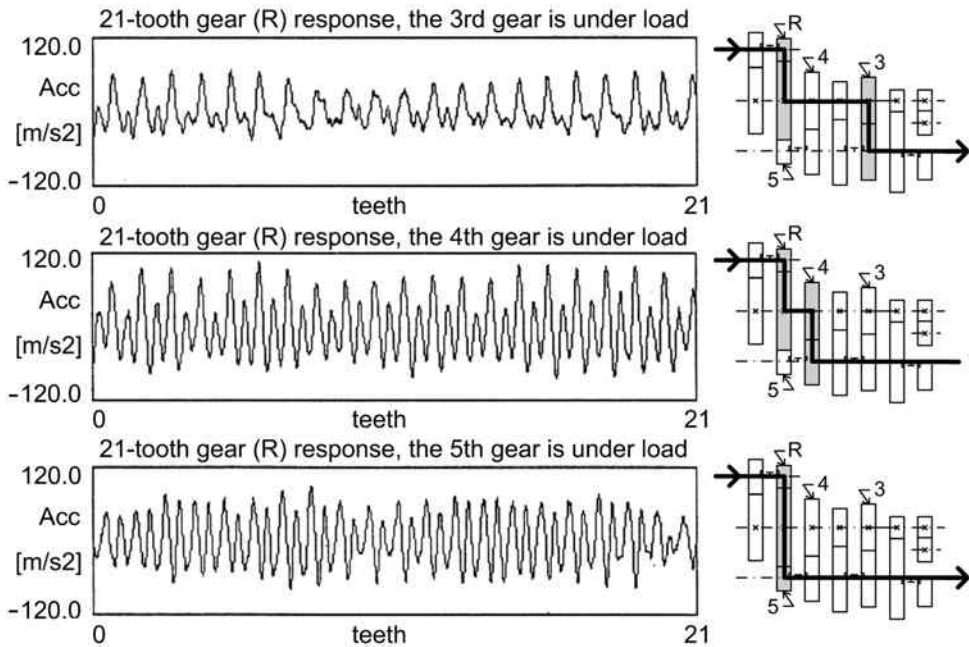 21-tooth gear (R) response, the 3rd gear is under load
120.0
Acc
[m/s2]
-120.0
0 teeth 21
R
4
3
5
21-tooth gear (R) response, the 4th gear is under load
120.0
Acc
[m/s2]
-120.0
0 teeth 21
R
4
3
5
21-tooth gear (R) response, the 5th gear is under load
120.0
Acc
[m/s2]
-120.0
0 teeth 21
R
4
3
5